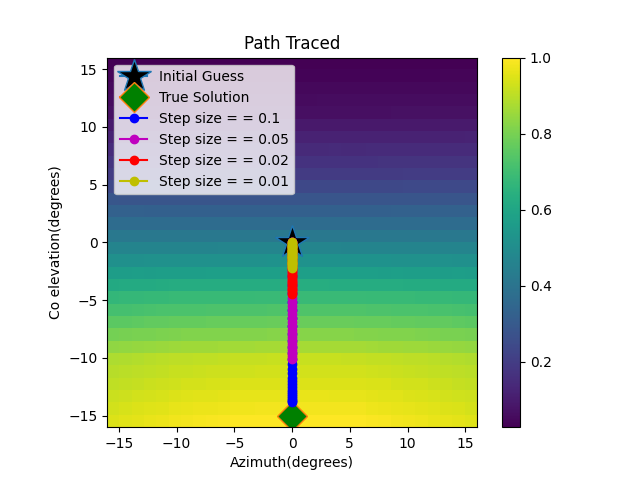 Path Traced
Initial Guess
True Solution
Step size = = 0.1
Step size = = 0.05
Step size = = 0.02
Step size = = 0.01
15
10
5
0
−5
−10
−15
Co elevation(degrees)
−15
−10
−5
0
5
10
15
Azimuth(degrees)
1.0
0.8
0.6
0.4
0.2